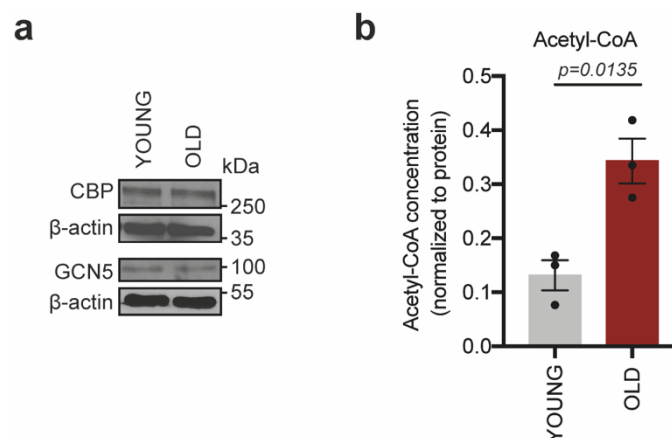 a
YOUNG
OLD
kDa
CBP
250
β-actin
35
GCN5
100
β-actin
55
b
Acetyl-CoA
p=0.0135
Acetyl-CoA concentration
(normalized to protein)
0.5
0.4
0.3
0.2
0.1
0.0
YOUNG
OLD